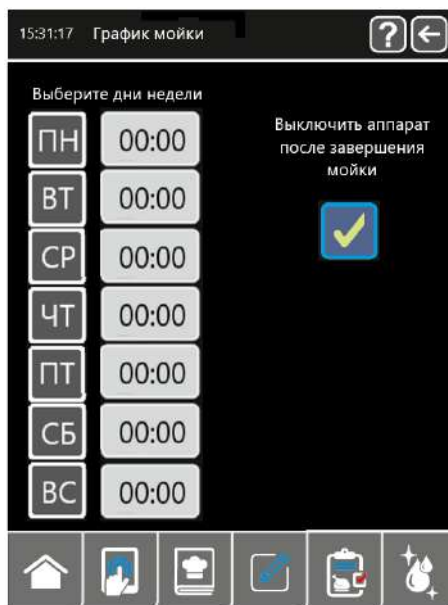 15:31:17 График мойки ?
Выберите дни недели
ПН 00:00
ВТ 00:00
СР 00:00
ЧТ 00:00
ПТ 00:00
СБ 00:00
ВС 00:00
Выключить аппарат
после завершения
мойки